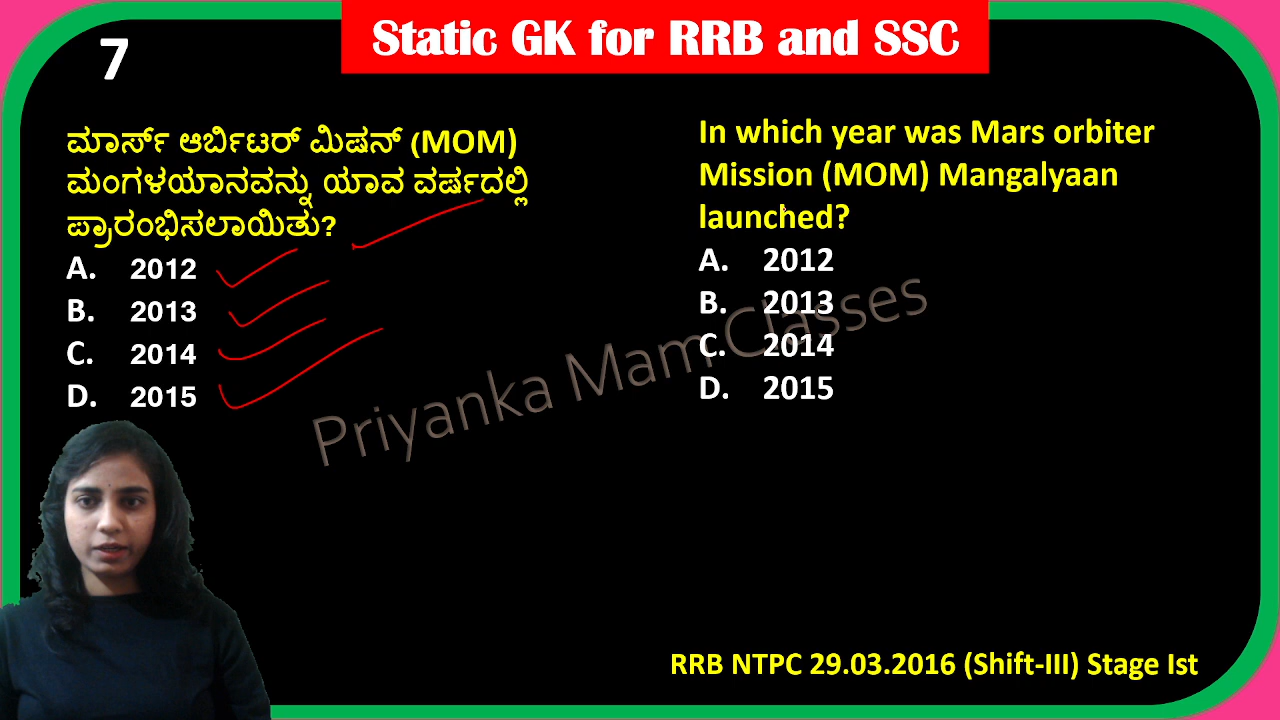 Static GK for RRB and SSC
7
ಮಾರ್ಸ್ ಆರ್ಬಿಟರ್ ಮಿಷನ್ (MOM)
ಮಂಗಳಯಾನವನ್ನು ಯಾವ ವರ್ಷದಲ್ಲಿ
ಪ್ರಾರಂಭಿಸಲಾಯಿತು?
A. 2012
B. 2013
C. 2014
D. 2015
In which year was Mars orbiter
Mission (MOM) Mangalyaan
launched?
A. 2012
B. 2013
C. 2014
D. 2015
Priyanka Mam Classes
RRB NTPC 29.03.2016 (Shift-III) Stage Ist